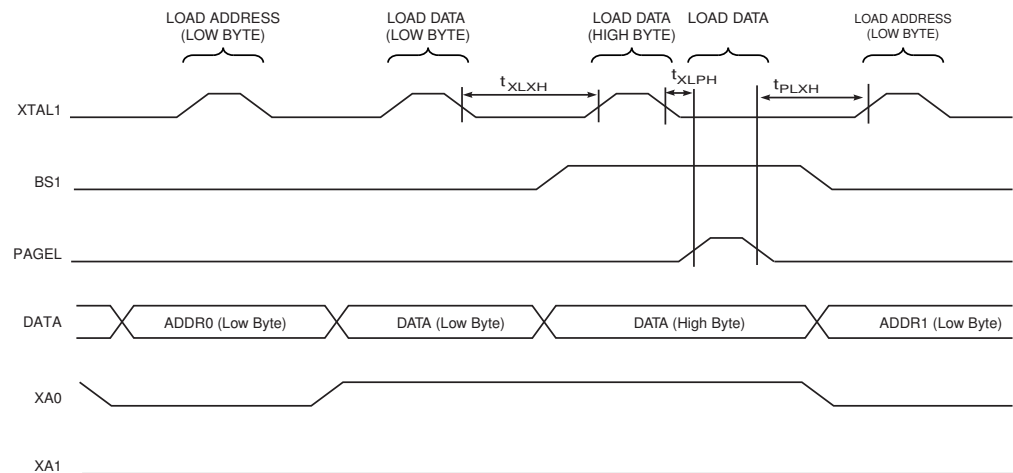 LOAD ADDRESS
(LOW BYTE)
LOAD DATA
(LOW BYTE)
LOAD DATA
(HIGH BYTE)
LOAD DATA
LOAD ADDRESS
(LOW BYTE)
tXLXH
tXLPH
tPLXH
XTAL1
BS1
PAGEL
DATA
ADDR0 (Low Byte)
DATA (Low Byte)
DATA (High Byte)
ADDR1 (Low Byte)
XA0
XA1